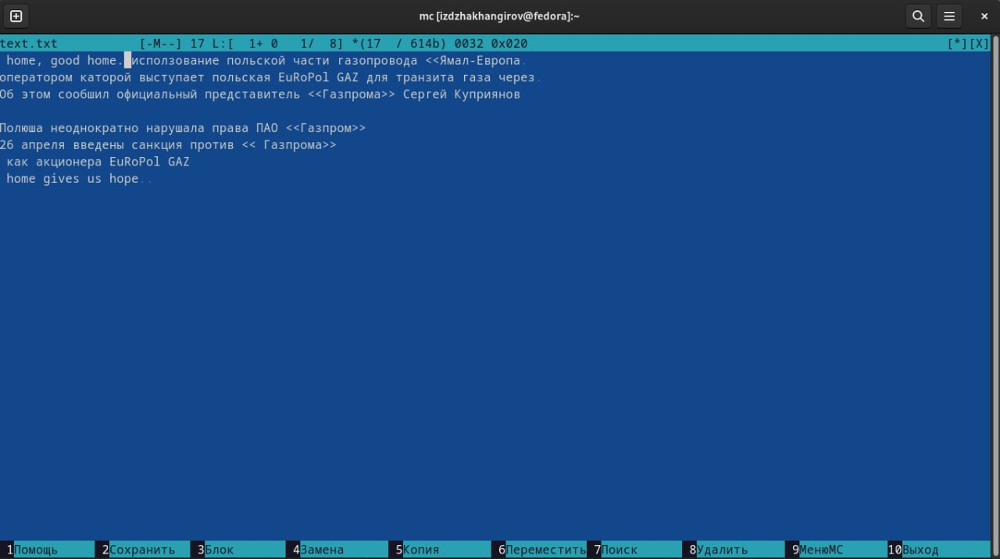 mc [izdzhakhangirov@fedora]:~
text.txt [-M--] 17 L:[ 1+ 0 1/ 8] *(17 / 614b) 0032 0x020 [*][X]
home, good home. исползование польской части газопровода <<Ямал-Европа.
оператором каторой выступает польская EuRoPol GAZ для транзита газа через.
Об этом сообшил официальный представитель <<Газпрома>> Сергей Куприянов
Полюша неоднократно нарушала права ПАО <<Газпром>>
26 апреля введены санкция против << Газпрома>>
как акционера EuRoPol GAZ
home gives us hope..
1Помощь 2Сохранить 3Блок 4Замена 5Копия 6Переместить 7Поиск 8Удалить 9МенюМС 10Выход